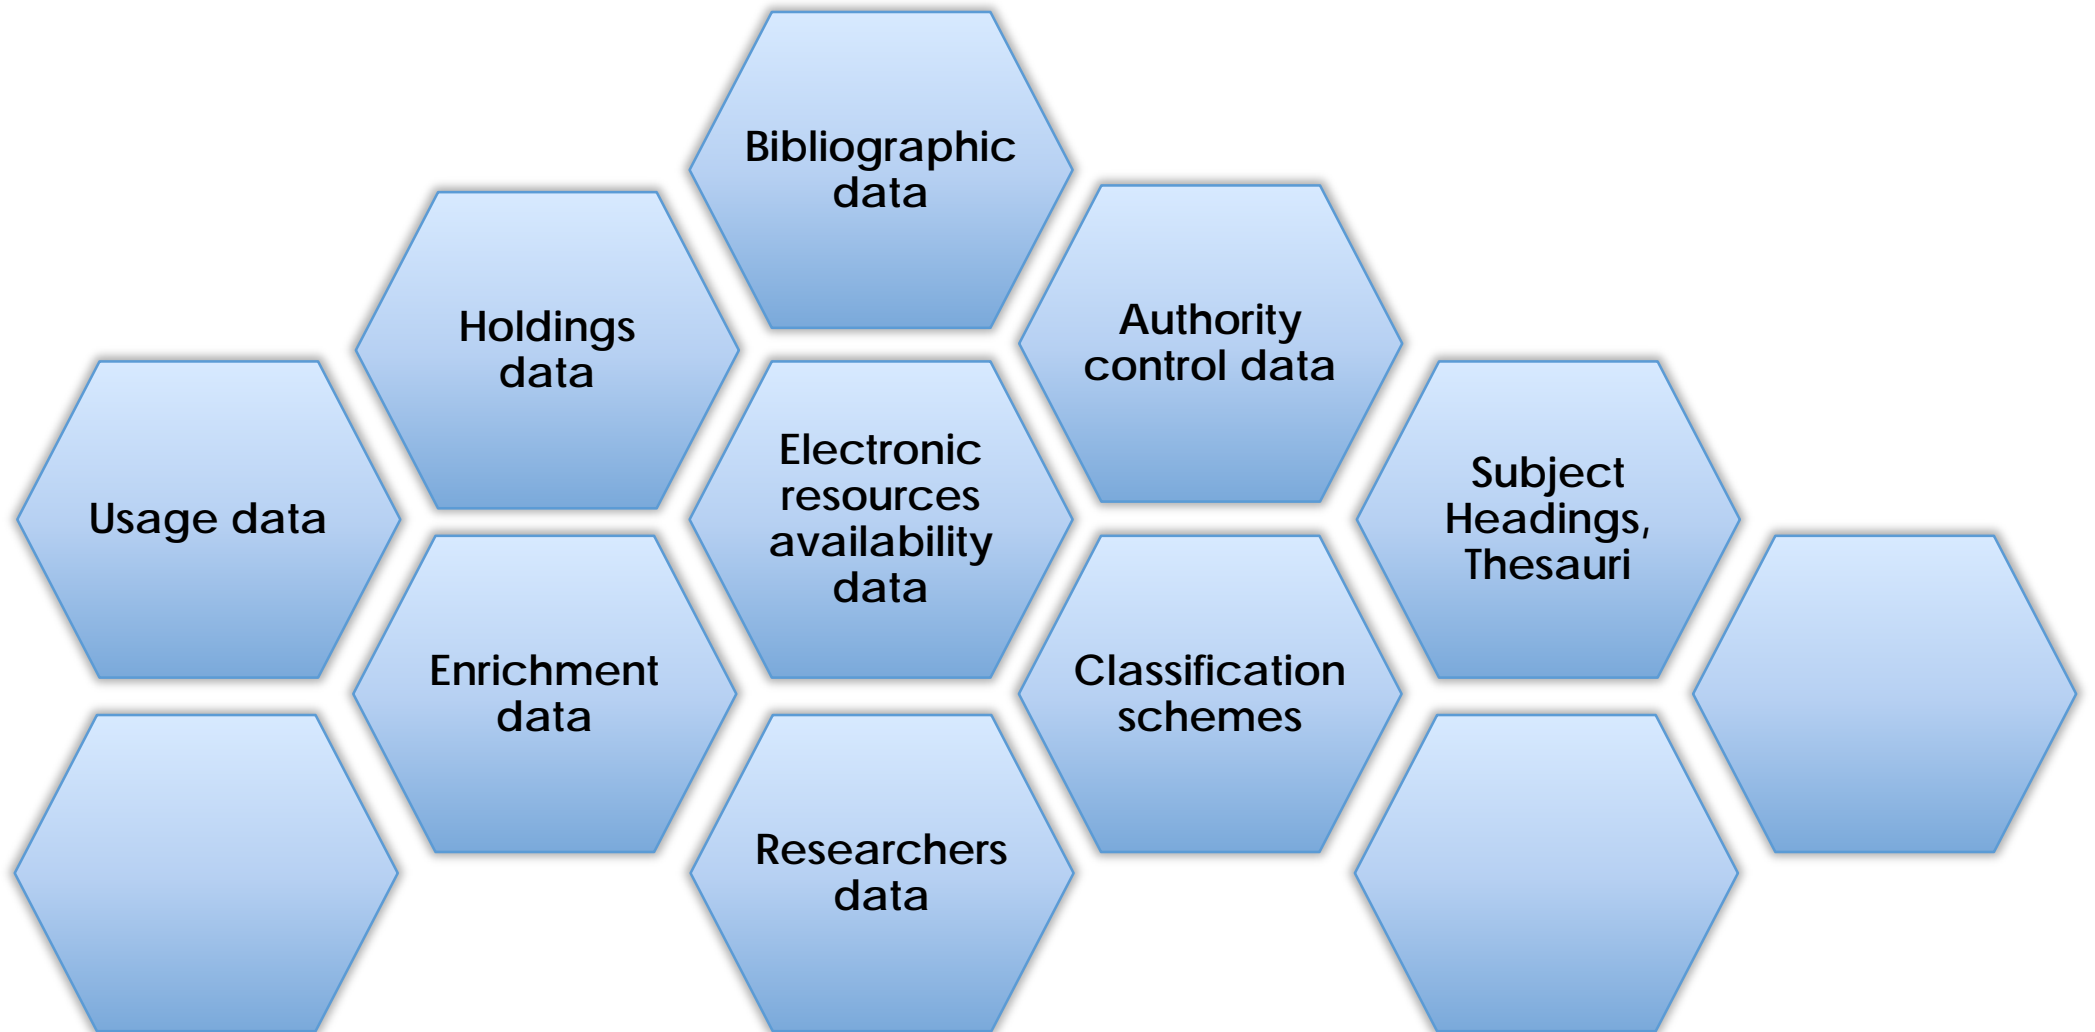 Bibliographic
data
Holdings
data
Authority
control data
Usage data
Electronic
resources
availability
data
Subject
Headings,
Thesauri
Enrichment
data
Classification
schemes
Researchers
data